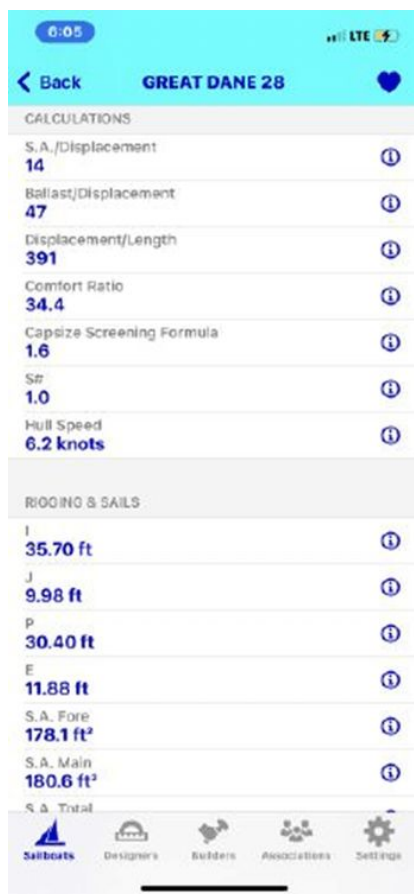 6:05
LTE
Back
GREAT DANE 28
CALCULATIONS
S.A./Displacement
14
Ballast/Displacement
47
Displacement/Length
391
Comfort Ratio
34.4
Capsize Screening Formula
1.6
S#
1.0
Hull Speed
6.2 knots
RIGGING & SAILS
I
35.70 ft
J
9.98 ft
P
30.40 ft
E
11.88 ft
S.A. Fore
178.1 ft²
S.A. Main
180.6 ft²
S.A. Total
Sailboats Designers Builders Associations Settings